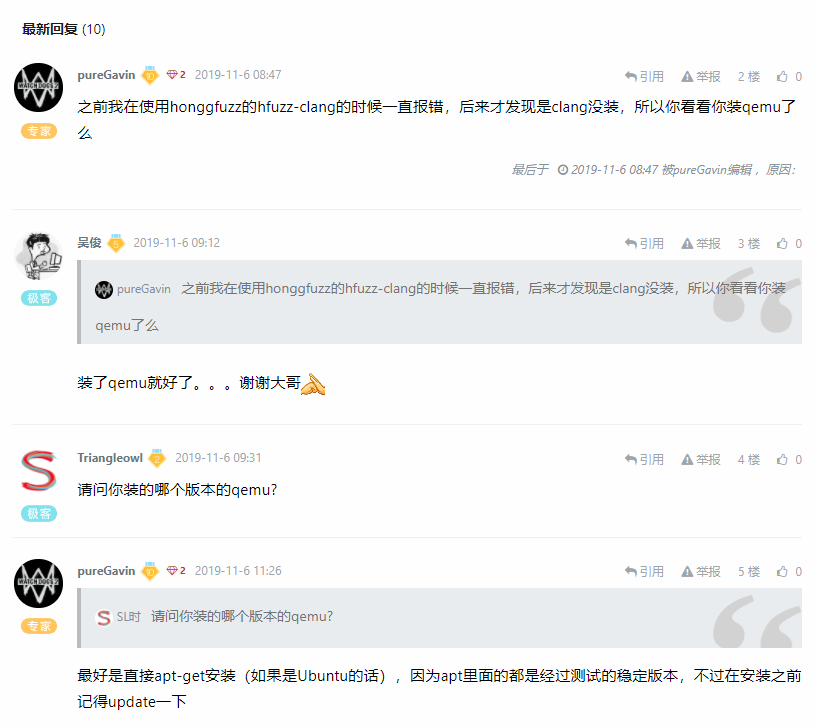 最新回复 (10)
pureGavin 10 2 2019-11-6 08:47 引用 举报 2 楼 0
之前我在使用honggfuzz的hfuzz-clang的时候一直报错，后来才发现是clang没装，所以你看看你装qemu了
么
专家
最后于 2019-11-6 08:47 被pureGavin编辑 ，原因：
吴俊 5 2019-11-6 09:12 引用 举报 3 楼 0
极客
pureGavin 之前我在使用honggfuzz的hfuzz-clang的时候一直报错，后来才发现是clang没装，所以你看看你装
qemu了么
装了qemu就好了。。。谢谢大哥
Triangleowl 2 2019-11-6 09:31 引用 举报 4 楼 0
请问你装的哪个版本的qemu?
极客
pureGavin 10 2 2019-11-6 11:26 引用 举报 5 楼 0
SL时 请问你装的哪个版本的qemu?
专家
最好是直接apt-get安装（如果是Ubuntu的话），因为apt里面的都是经过测试的稳定版本，不过在安装之前
记得update一下